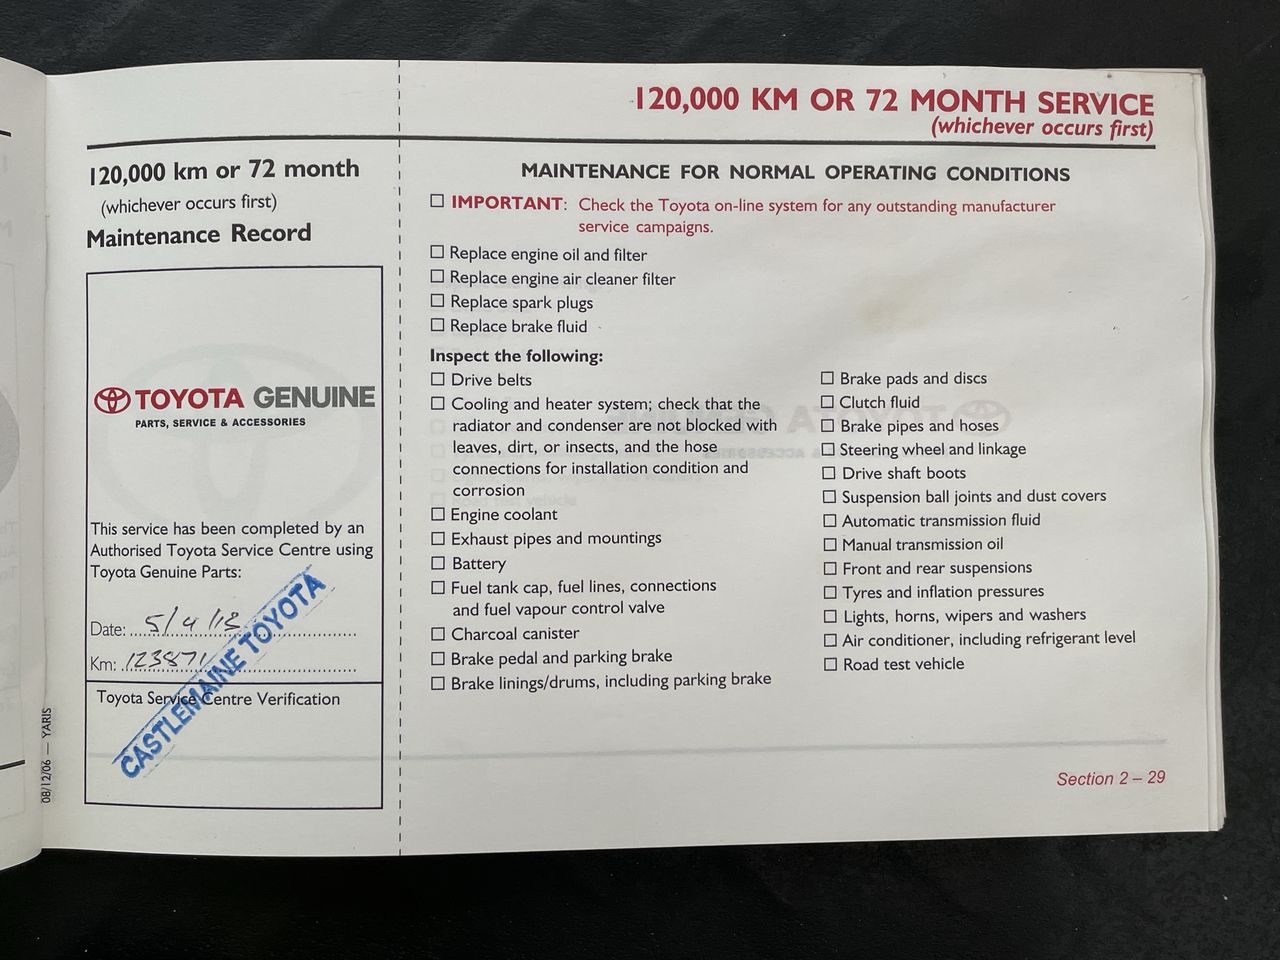 120,000 KM OR 72 MONTH SERVICE
(whichever occurs first)
120,000 km or 72 month
(whichever occurs first)
Maintenance Record
TOYOTA GENUINE
PARTS, SERVICE & ACCESSORIES
This service has been completed by an
Authorised Toyota Service Centre using
Toyota Genuine Parts:
Date: 5/4/13
Km: 123871
Toyota Service Centre Verification
CASTLEMAINE TOYOTA
08/12/06 — YARIS
MAINTENANCE FOR NORMAL OPERATING CONDITIONS
IMPORTANT: Check the Toyota on-line system for any outstanding manufacturer
service campaigns.
Replace engine oil and filter
Replace engine air cleaner filter
Replace spark plugs
Replace brake fluid
Inspect the following:
Drive belts
Cooling and heater system; check that the
radiator and condenser are not blocked with
leaves, dirt, or insects, and the hose
connections for installation condition and
corrosion
Engine coolant
Exhaust pipes and mountings
Battery
Fuel tank cap, fuel lines, connections
and fuel vapour control valve
Charcoal canister
Brake pedal and parking brake
Brake linings/drums, including parking brake
Brake pads and discs
Clutch fluid
Brake pipes and hoses
Steering wheel and linkage
Drive shaft boots
Suspension ball joints and dust covers
Automatic transmission fluid
Manual transmission oil
Front and rear suspensions
Tyres and inflation pressures
Lights, horns, wipers and washers
Air conditioner, including refrigerant level
Road test vehicle
Section 2 – 29